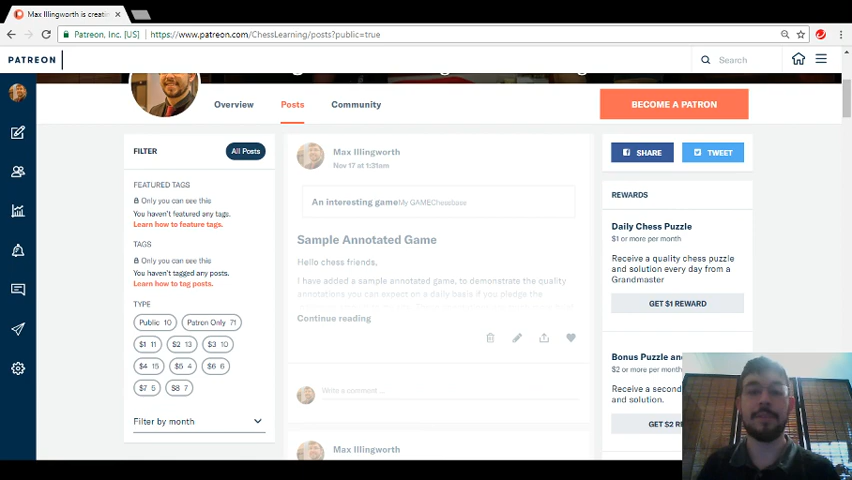 Max Illingworth is creati
Patreon, Inc. [US] https://www.patreon.com/ChessLearning/posts?public=true
PATREON
Search
Overview Posts Community
BECOME A PATRON
FILTER
All Posts
FEATURED TAGS
Only you can see this
You haven't featured any tags.
Learn how to feature tags.
TAGS
Only you can see this
You haven't tagged any posts.
Learn how to tag posts.
TYPE
Public 10 Patron Only 71
$1 11 $2 13 $3 10
$4 15 $5 4 $6 6
$7 5 $8 7
Filter by month
Max Illingworth
Nov 17 at 1:31am
An interesting gameMy GAMEChessbase
Sample Annotated Game
Hello chess friends,
I have added a sample annotated game, to demonstrate the quality
annotations you can expect on a daily basis if you pledge the
Continue reading
Write a comment ...
Max Illingworth
SHARE TWEET
REWARDS
Daily Chess Puzzle
$1 or more per month
Receive a quality chess puzzle
and solution every day from a
Grandmaster
GET $1 REWARD
Bonus Puzzle and
$2 or more per month
Receive a second
and solution.
GET $2 RE